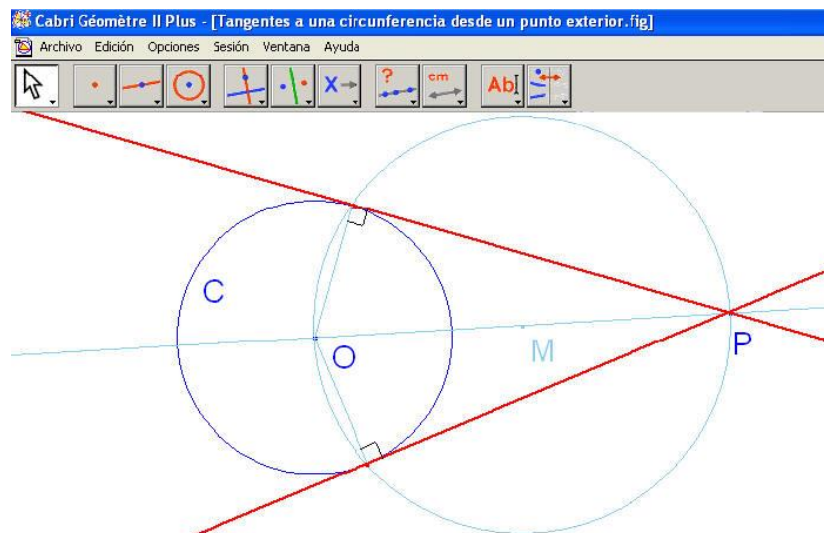 Cabri Géomètre II Plus - [Tangentes a una circunferencia desde un punto exterior.fig]
Archivo Edición Opciones Sesión Ventana Ayuda
X ? cm Ab
C
O
M
P